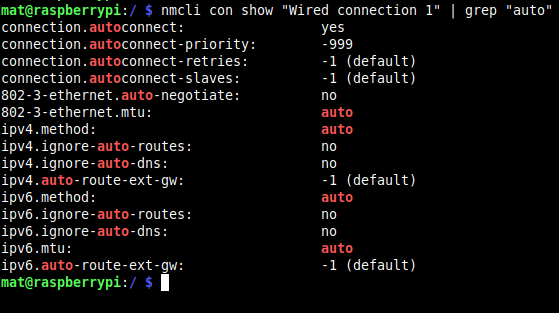 mat@raspberrypi:/ $ nmcli con show "Wired connection 1" | grep "auto"
connection.autoconnect: yes
connection.autoconnect-priority: -999
connection.autoconnect-retries: -1 (default)
connection.autoconnect-slaves: -1 (default)
802-3-ethernet.auto-negotiate: no
802-3-ethernet.mtu: auto
ipv4.method: auto
ipv4.ignore-auto-routes: no
ipv4.ignore-auto-dns: no
ipv4.auto-route-ext-gw: -1 (default)
ipv6.method: auto
ipv6.ignore-auto-routes: no
ipv6.ignore-auto-dns: no
ipv6.mtu: auto
ipv6.auto-route-ext-gw: -1 (default)
mat@raspberrypi:/ $